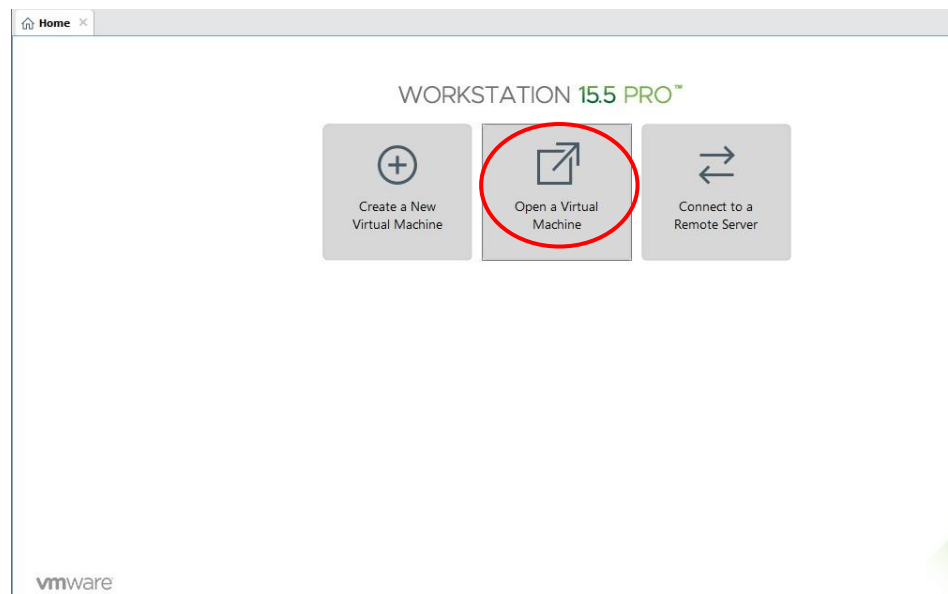 Home
WORKSTATION 15.5 PRO™
Create a New
Virtual Machine
Open a Virtual
Machine
Connect to a
Remote Server
vmware